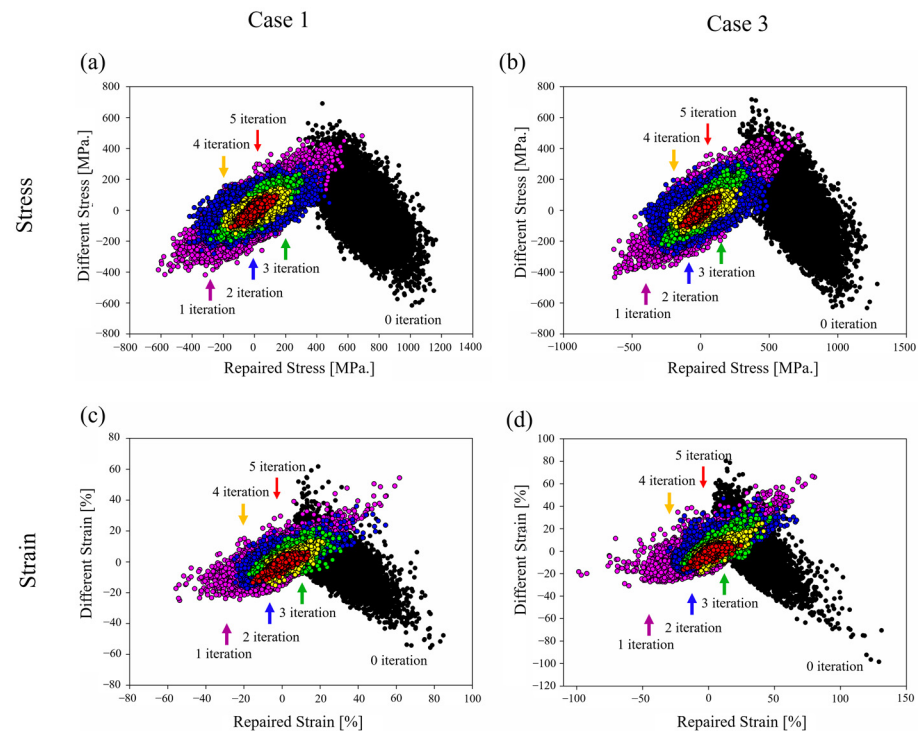 Case 1
Case 3
Stress
Strain
(a)
Different Stress [MPa.]
800
600
400
200
0
−200
−400
−600
−800
5 iteration
4 iteration
3 iteration
2 iteration
1 iteration
0 iteration
−800 −600 −400 −200 0 200 400 600 800 1000 1200 1400
Repaired Stress [MPa.]
(b)
Different Stress [MPa.]
800
600
400
200
0
−200
−400
−600
−800
5 iteration
4 iteration
3 iteration
2 iteration
1 iteration
0 iteration
−1000 −500 0 500 1000 1500
Repaired Stress [MPa.]
(c)
Different Strain [%]
80
60
40
20
0
−20
−40
−60
−80
5 iteration
4 iteration
3 iteration
2 iteration
1 iteration
0 iteration
−80 −60 −40 −20 0 20 40 60 80 100
Repaired Strain [%]
(d)
Different Strain [%]
100
80
60
40
20
0
−20
−40
−60
−80
−100
−120
5 iteration
4 iteration
3 iteration
2 iteration
1 iteration
0 iteration
−100 −50 0 50 100 150
Repaired Strain [%]